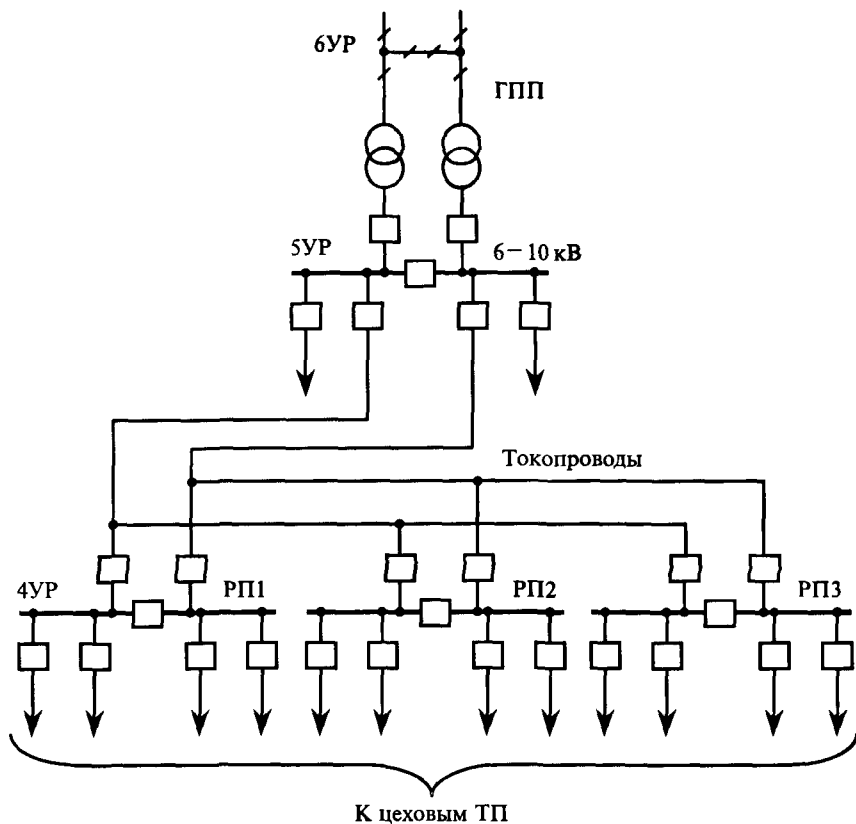 6УР
ГПП
5УР
6−10 кВ
Токопроводы
4УР
РП1
РП2
РП3
К цеховым ТП